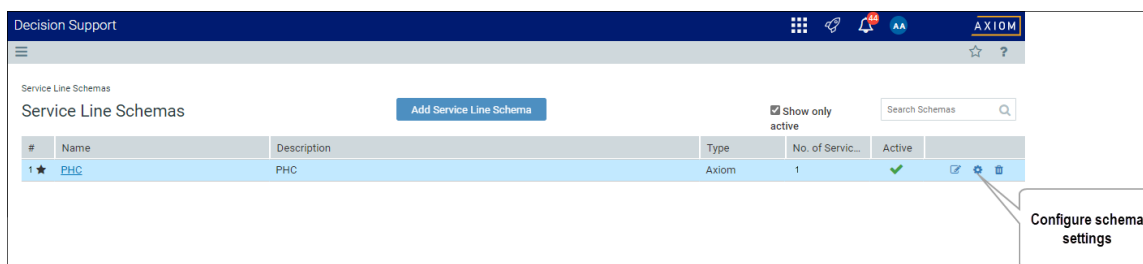 Decision Support
44
AA
AXIOM
?
Service Line Schemas
Service Line Schemas
Add Service Line Schema
Show only
active
Search Schemas
# Name Description Type No. of Servic... Active
1 PHC PHC Axiom 1
Configure schema
settings